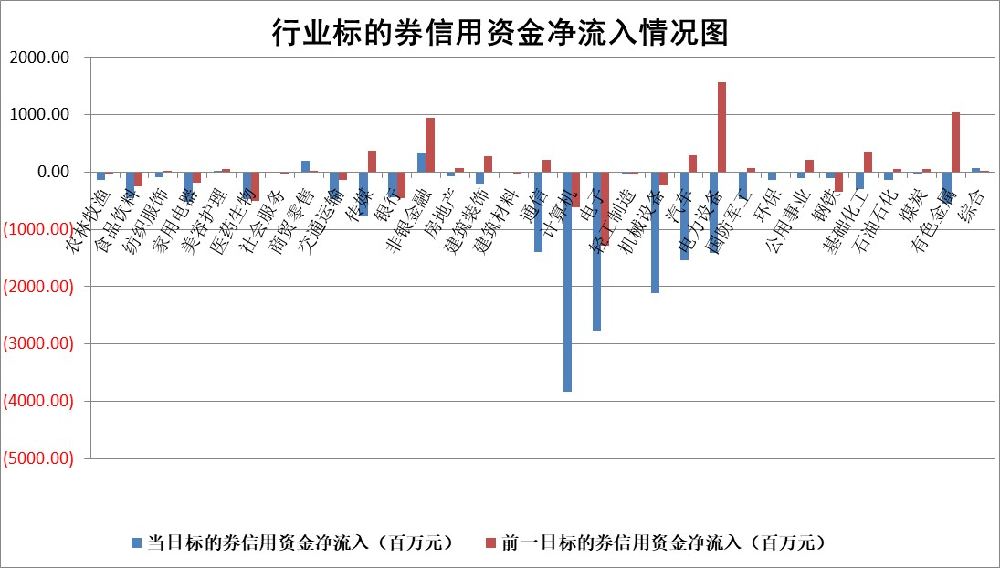 行业标的券信用资金净流入情况图
2000.00
1000.00
0.00
(1000.00)
(2000.00)
(3000.00)
(4000.00)
(5000.00)
农林牧渔
食品饮料
纺织服饰
家用电器
美容护理
医药生物
社会服务
商贸零售
交通运输
传媒
银行
非银金融
房地产
建筑装饰
建筑材料
通信
计算机
电子
轻工制造
机械设备
汽车
电力设备
国防军工
环保
公用事业
钢铁
基础化工
石油石化
煤炭
有色金属
综合
当日标的券信用资金净流入（百万元）
前一日标的券信用资金净流入（百万元）